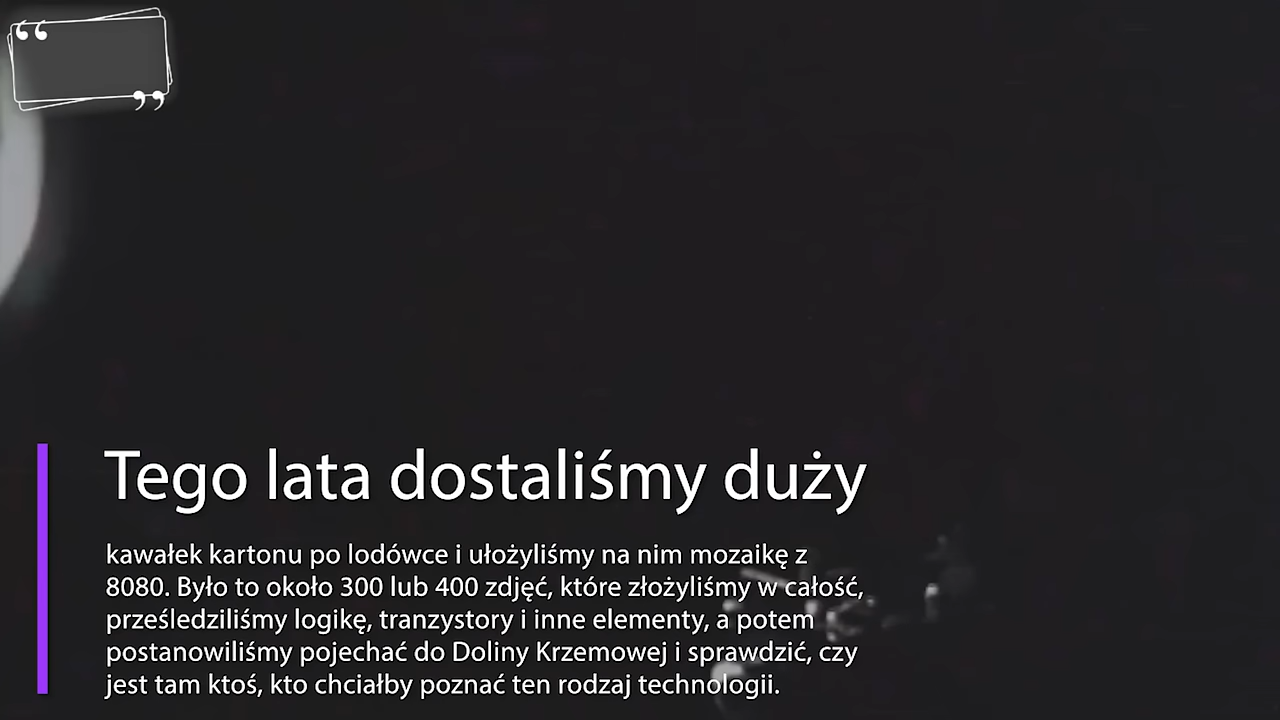 Tego lata dostaliśmy duży
kawałek kartonu po lodówce i ułożyliśmy na nim mozaikę z
8080. Było to około 300 lub 400 zdjęć, które złożyliśmy w całość,
prześledziliśmy logikę, tranzystory i inne elementy, a potem
postanowiliśmy pojechać do Doliny Krzemowej i sprawdzić, czy
jest tam ktoś, kto chciałby poznać ten rodzaj technologii.